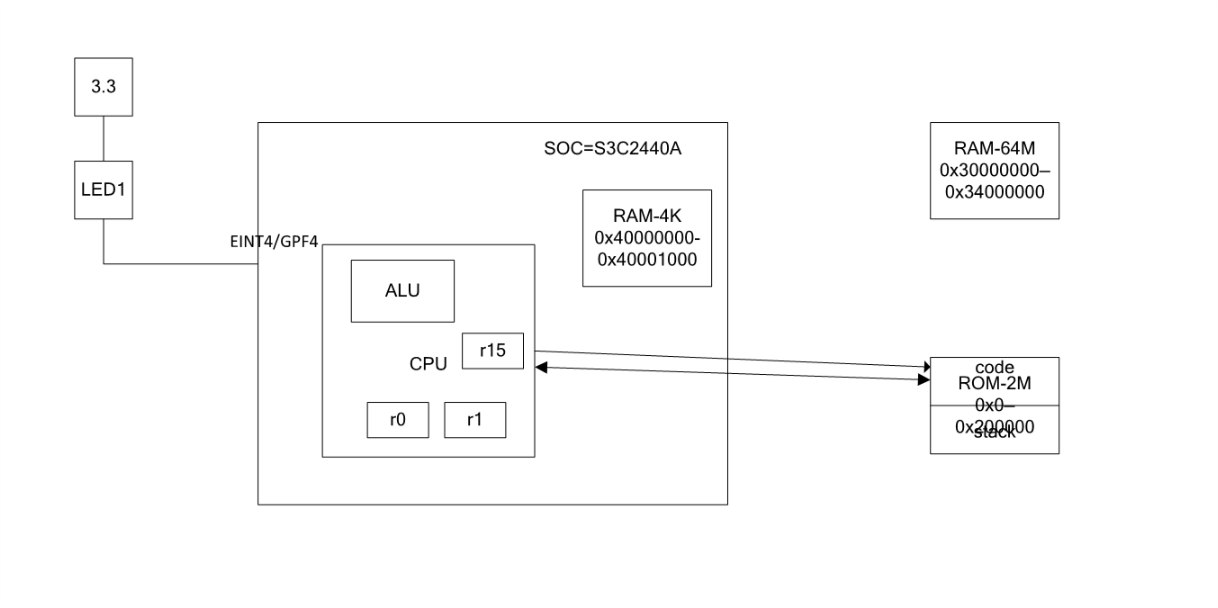 3.3
LED1
EINT4/GPF4
SOC=S3C2440A
RAM-4K
0x40000000-
0x40001000
RAM-64M
0x30000000–
0x34000000
ALU
r15
CPU
r0
r1
code
ROM-2M
0x0–
0x200000
stack